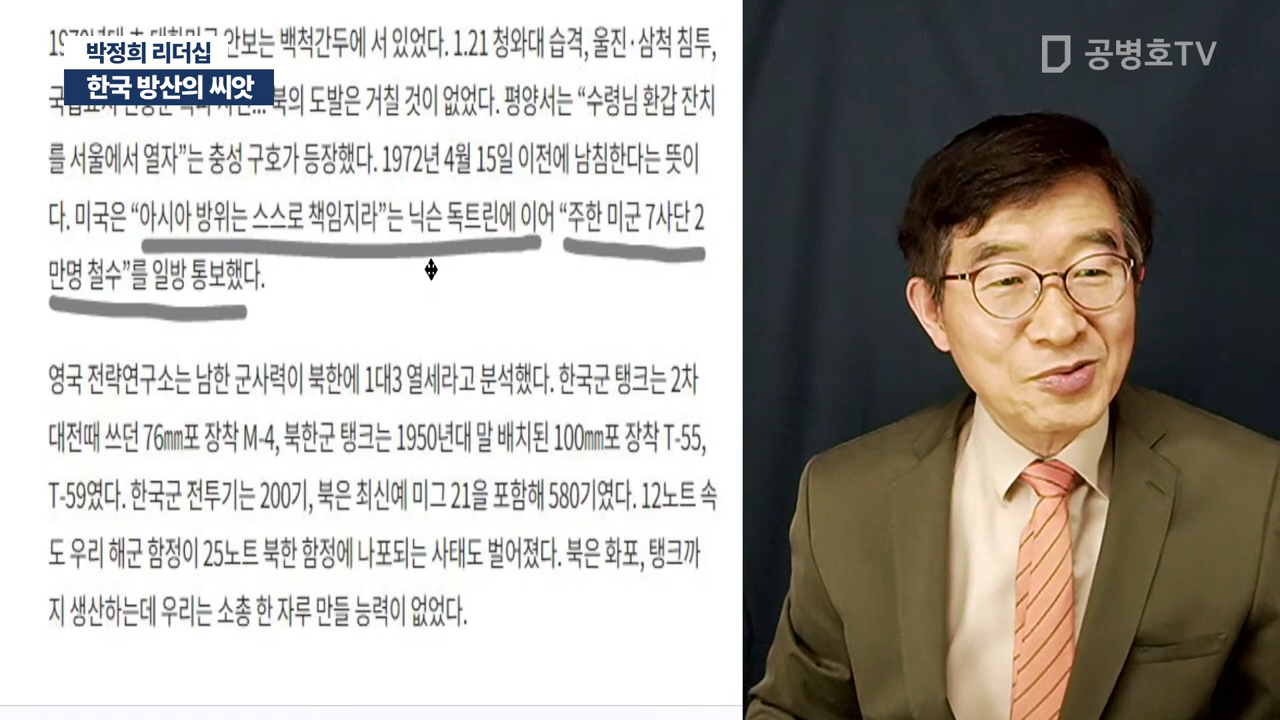 박정희 리더십
한국 방산의 씨앗
공병호TV
안보는 백척간두에 서 있었다. 1.21 청와대 습격, 울진·삼척 침투,
북의 도발은 거칠 것이 없었다. 평양서는 “수령님 환갑 잔치
를 서울에서 열자”는 충성 구호가 등장했다. 1972년 4월 15일 이전에 남침한다는 뜻이
다. 미국은 “아시아 방위는 스스로 책임지라”는 닉슨 독트린에 이어 “주한 미군 7사단 2
만명 철수”를 일방 통보했다.
영국 전략연구소는 남한 군사력이 북한에 1대3 열세라고 분석했다. 한국군 탱크는 2차
대전때 쓰던 76㎜포 장착 M-4, 북한군 탱크는 1950년대 말 배치된 100㎜포 장착 T-55,
T-59였다. 한국군 전투기는 200기, 북은 최신예 미그 21을 포함해 580기였다. 12노트 속
도 우리 해군 함정이 25노트 북한 함정에 나포되는 사태도 벌어졌다. 북은 화포, 탱크까
지 생산하는데 우리는 소총 한 자루 만들 능력이 없었다.